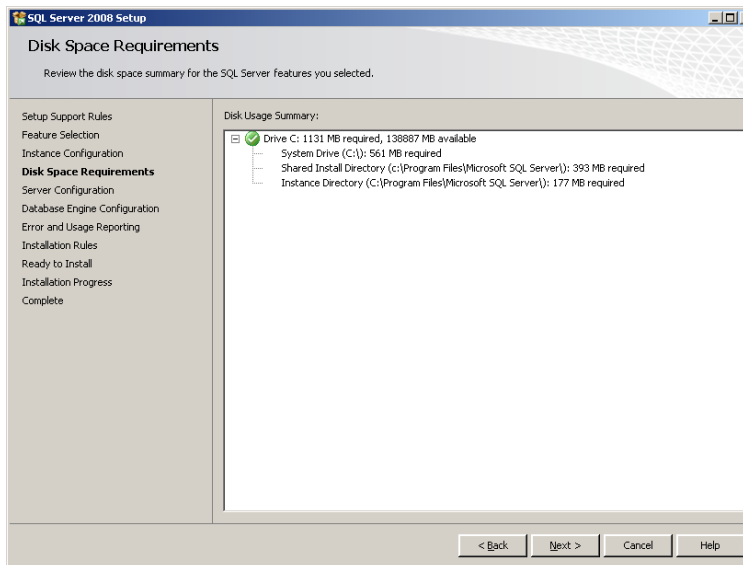 SQL Server 2008 Setup
Disk Space Requirements
Review the disk space summary for the SQL Server features you selected.
Setup Support Rules
Feature Selection
Instance Configuration
Disk Space Requirements
Server Configuration
Database Engine Configuration
Error and Usage Reporting
Installation Rules
Ready to Install
Installation Progress
Complete
Disk Usage Summary:
Drive C: 1131 MB required, 138887 MB available
System Drive (C:\): 561 MB required
Shared Install Directory (c:\Program Files\Microsoft SQL Server\): 393 MB required
Instance Directory (C:\Program Files\Microsoft SQL Server\): 177 MB required
< Back
Next >
Cancel
Help